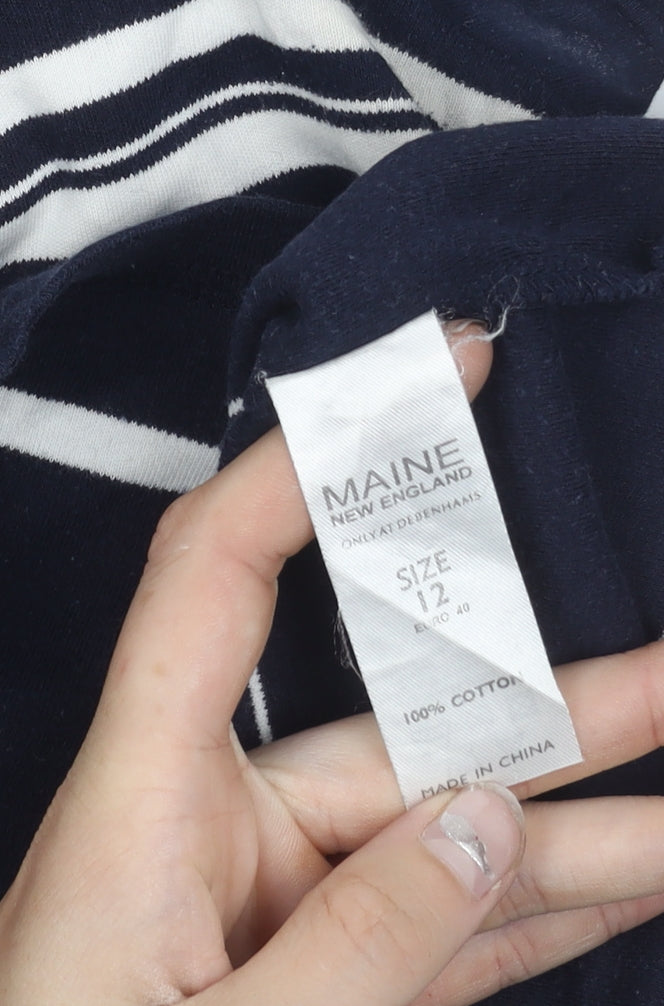 MAINE
NEW ENGLAND
ONLY AT DEBENHAMS
SIZE
12
EURO 40
100% COTTON
MADE IN CHINA